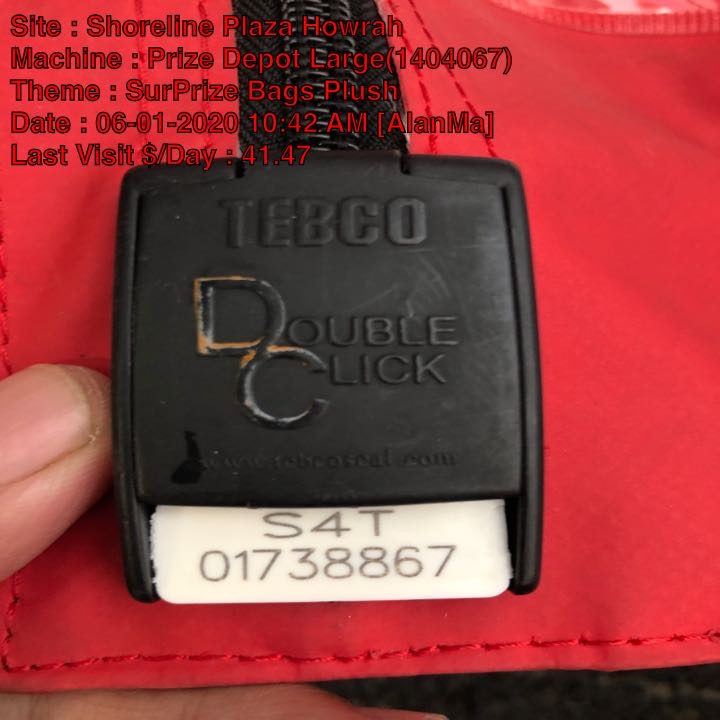 Site : Shoreline Plaza Howrah
Machine : Prize Depot Large(1404067)
Theme : SurPrize Bags Plush
Date : 06-01-2020 10:42 AM [AlanMa]
Last Visit $/Day : 41.47
TEBCO
DOUBLE
CLICK
www.tebcoseal.com
S4T
01738867